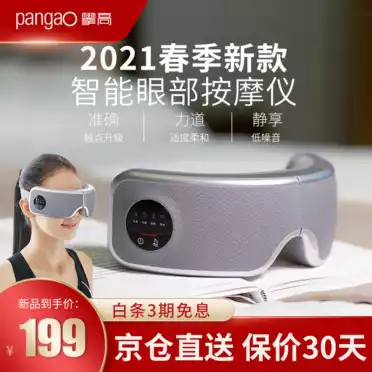 pangao 攀高
2021春季新款
智能眼部按摩仪
准确 力道 静享
触点升级 适度柔和 低噪音
新品到手价:
¥199
白条3期免息
京仓直送 保价30天